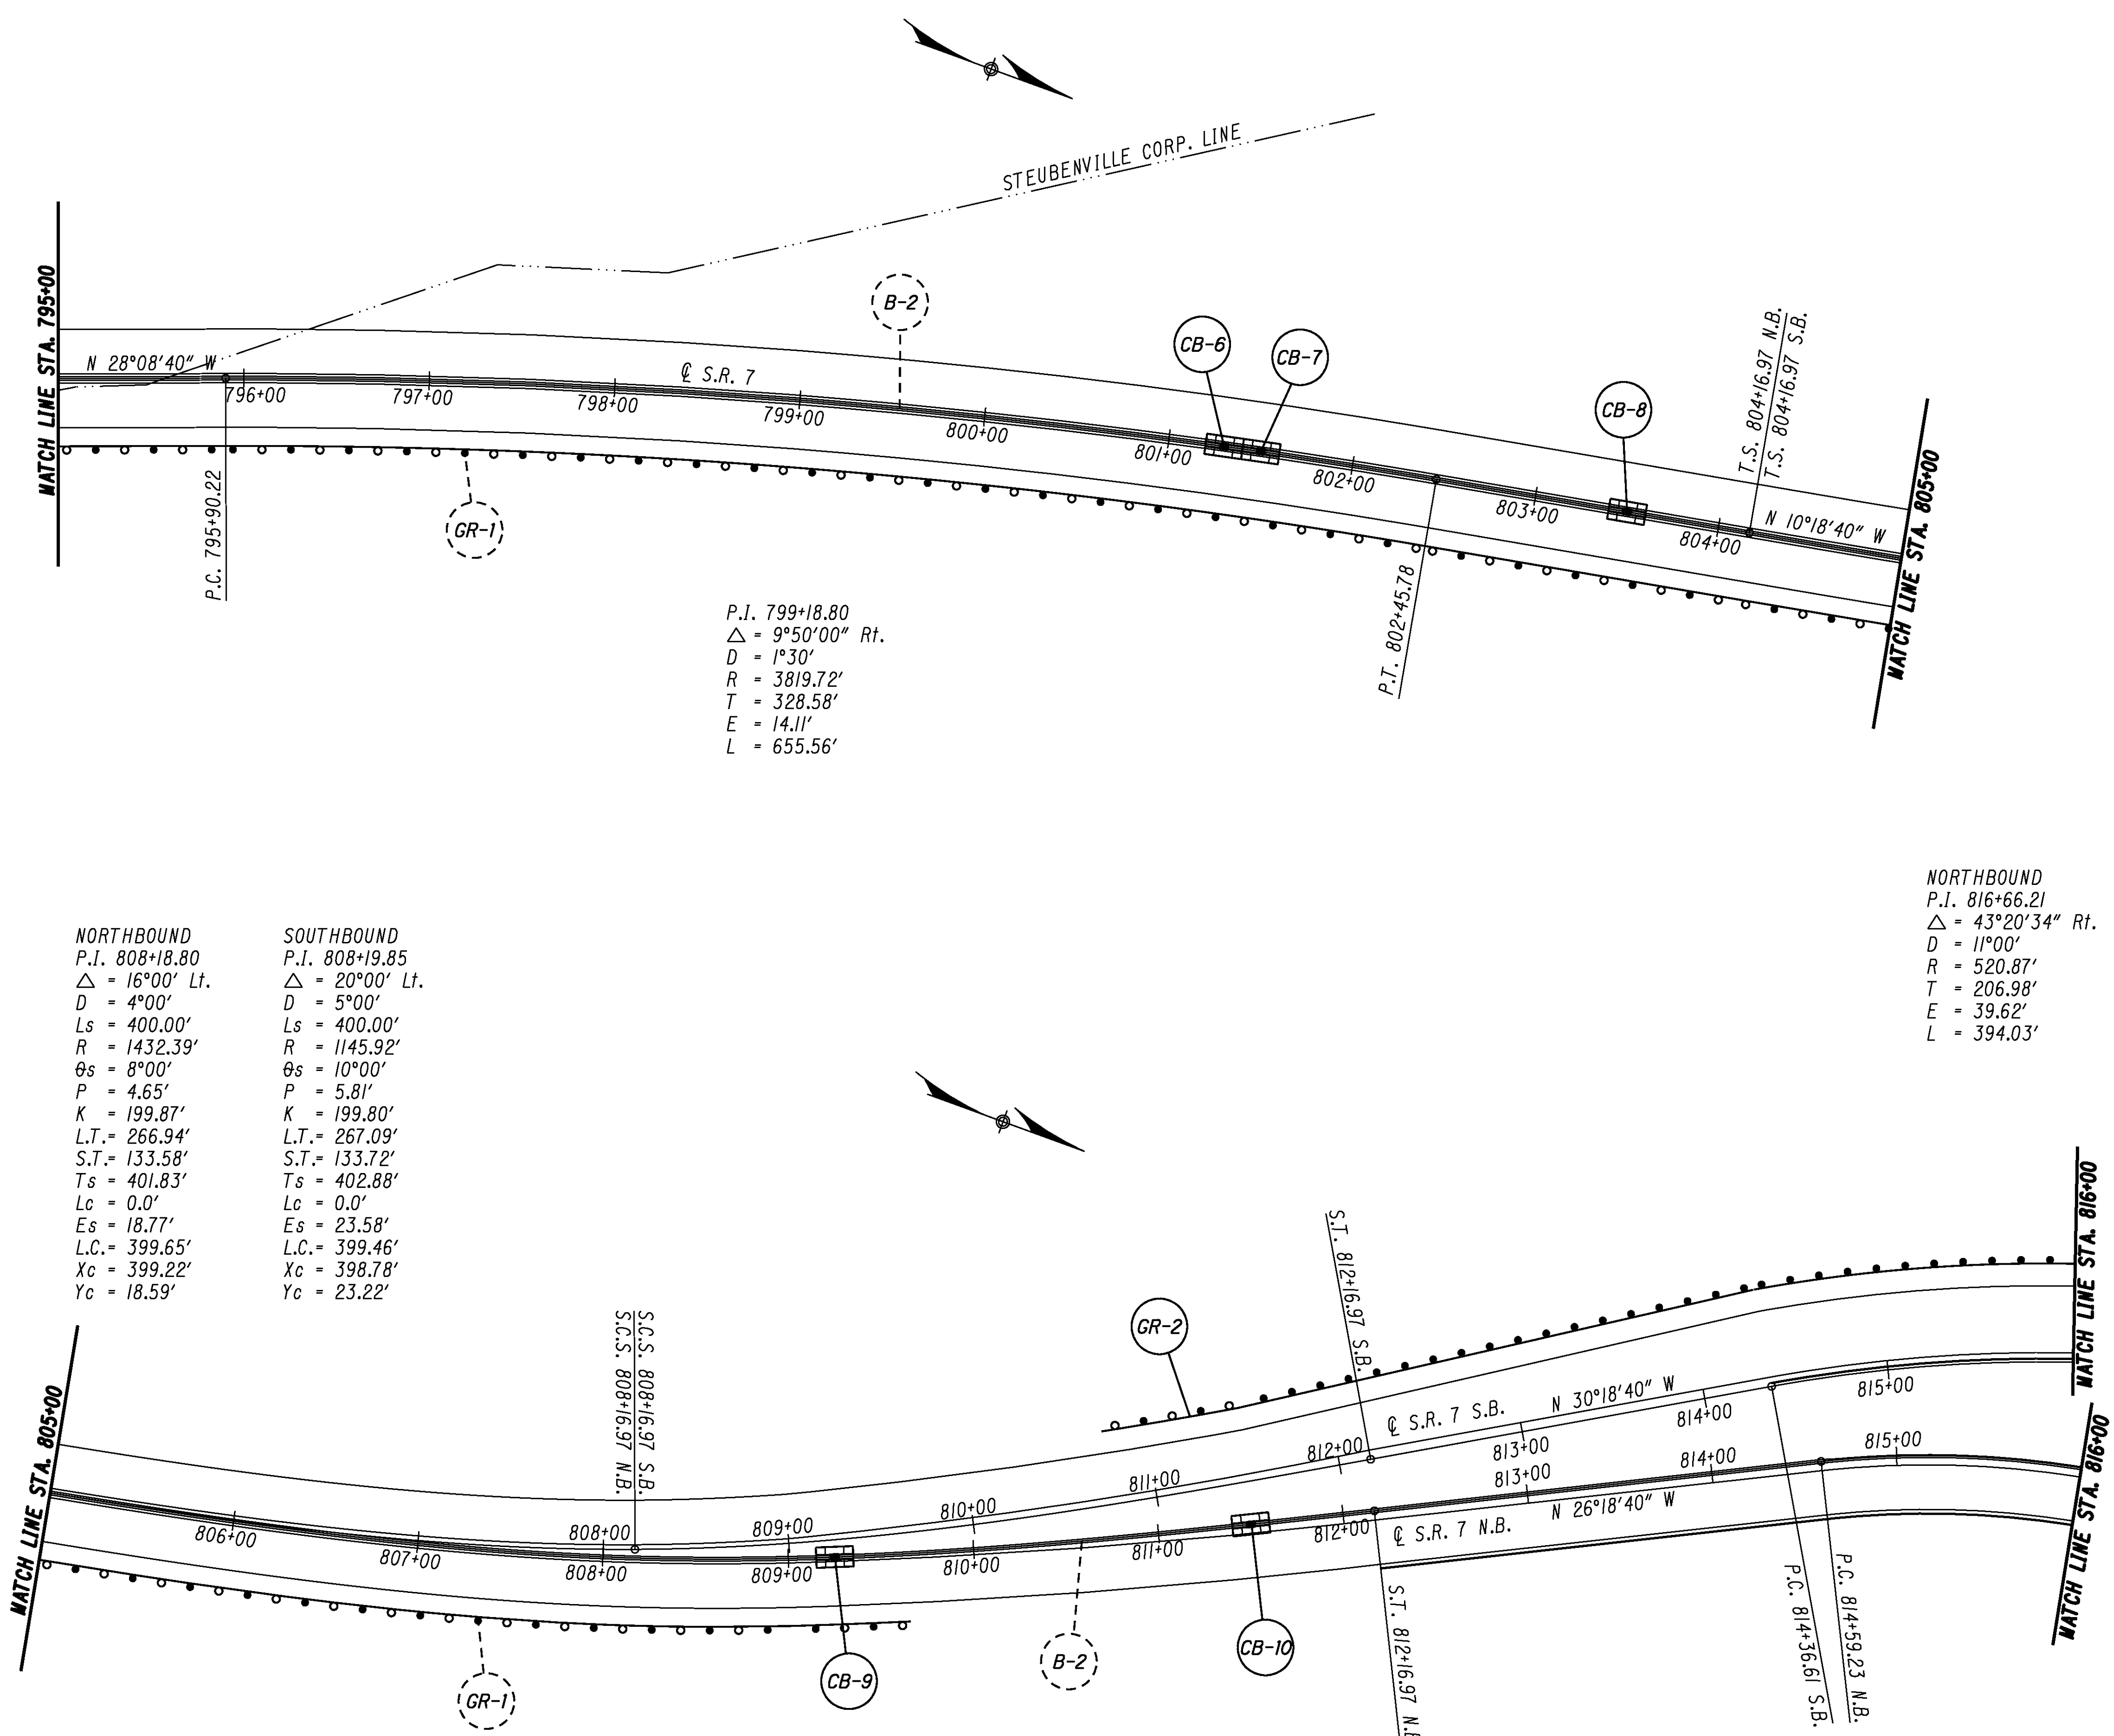 STEUBENVILLE CORP. LINE
MATCH LINE STA. 795+00
N 28°08'40" W
℄ S.R. 7
B-2
CB-6
CB-7
CB-8
T.S. 804+16.97 N.B.
T.S. 804+16.97 S.B.
796+00
797+00
798+00
799+00
800+00
801+00
802+00
803+00
804+00
N 10°18'40" W
MATCH LINE STA. 805+00
P.C. 795+90.22
GR-1
P.T. 802+45.78
P.I. 799+18.80
△ = 9°50'00" Rt.
D = 1°30'
R = 3819.72'
T = 328.58'
E = 14.11'
L = 655.56'
NORTHBOUND
P.I. 808+18.80
△ = 16°00' Lt.
D = 4°00'
Ls = 400.00'
R = 1432.39'
θs = 8°00'
P = 4.65'
K = 199.87'
L.T.= 266.94'
S.T.= 133.58'
Ts = 401.83'
Lc = 0.0'
Es = 18.77'
L.C.= 399.65'
Xc = 399.22'
Yc = 18.59'
SOUTHBOUND
P.I. 808+19.85
△ = 20°00' Lt.
D = 5°00'
Ls = 400.00'
R = 1145.92'
θs = 10°00'
P = 5.81'
K = 199.80'
L.T.= 267.09'
S.T.= 133.72'
Ts = 402.88'
Lc = 0.0'
Es = 23.58'
L.C.= 399.46'
Xc = 398.78'
Yc = 23.22'
NORTHBOUND
P.I. 816+66.21
△ = 43°20'34" Rt.
D = 11°00'
R = 520.87'
T = 206.98'
E = 39.62'
L = 394.03'
MATCH LINE STA. 805+00
S.C.S. 808+16.97 N.B.
S.C.S. 808+16.97 S.B.
GR-2
S.T. 812+16.97 S.B.
MATCH LINE STA. 816+00
℄ S.R. 7 S.B.
N 30°18'40" W
808+00
809+00
810+00
811+00
812+00
813+00
814+00
815+00
806+00
807+00
808+00
809+00
810+00
811+00
812+00
813+00
814+00
815+00
℄ S.R. 7 N.B.
N 26°18'40" W
MATCH LINE STA. 816+00
GR-1
CB-9
B-2
CB-10
S.T. 812+16.97 N.B
P.C. 814+36.61 S.B.
P.C. 814+59.23 N.B.